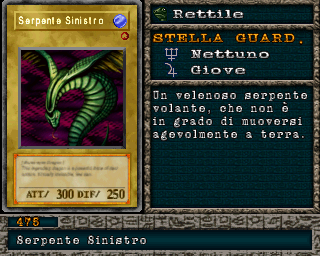 Serpente Sinistro
ATT/ 300 DIF/ 250
Rettile
STELLA GUARD.
Nettuno
Giove
Un velenoso serpente
volante, che non è
in grado di muoversi
agevolmente a terra.
475
Serpente Sinistro